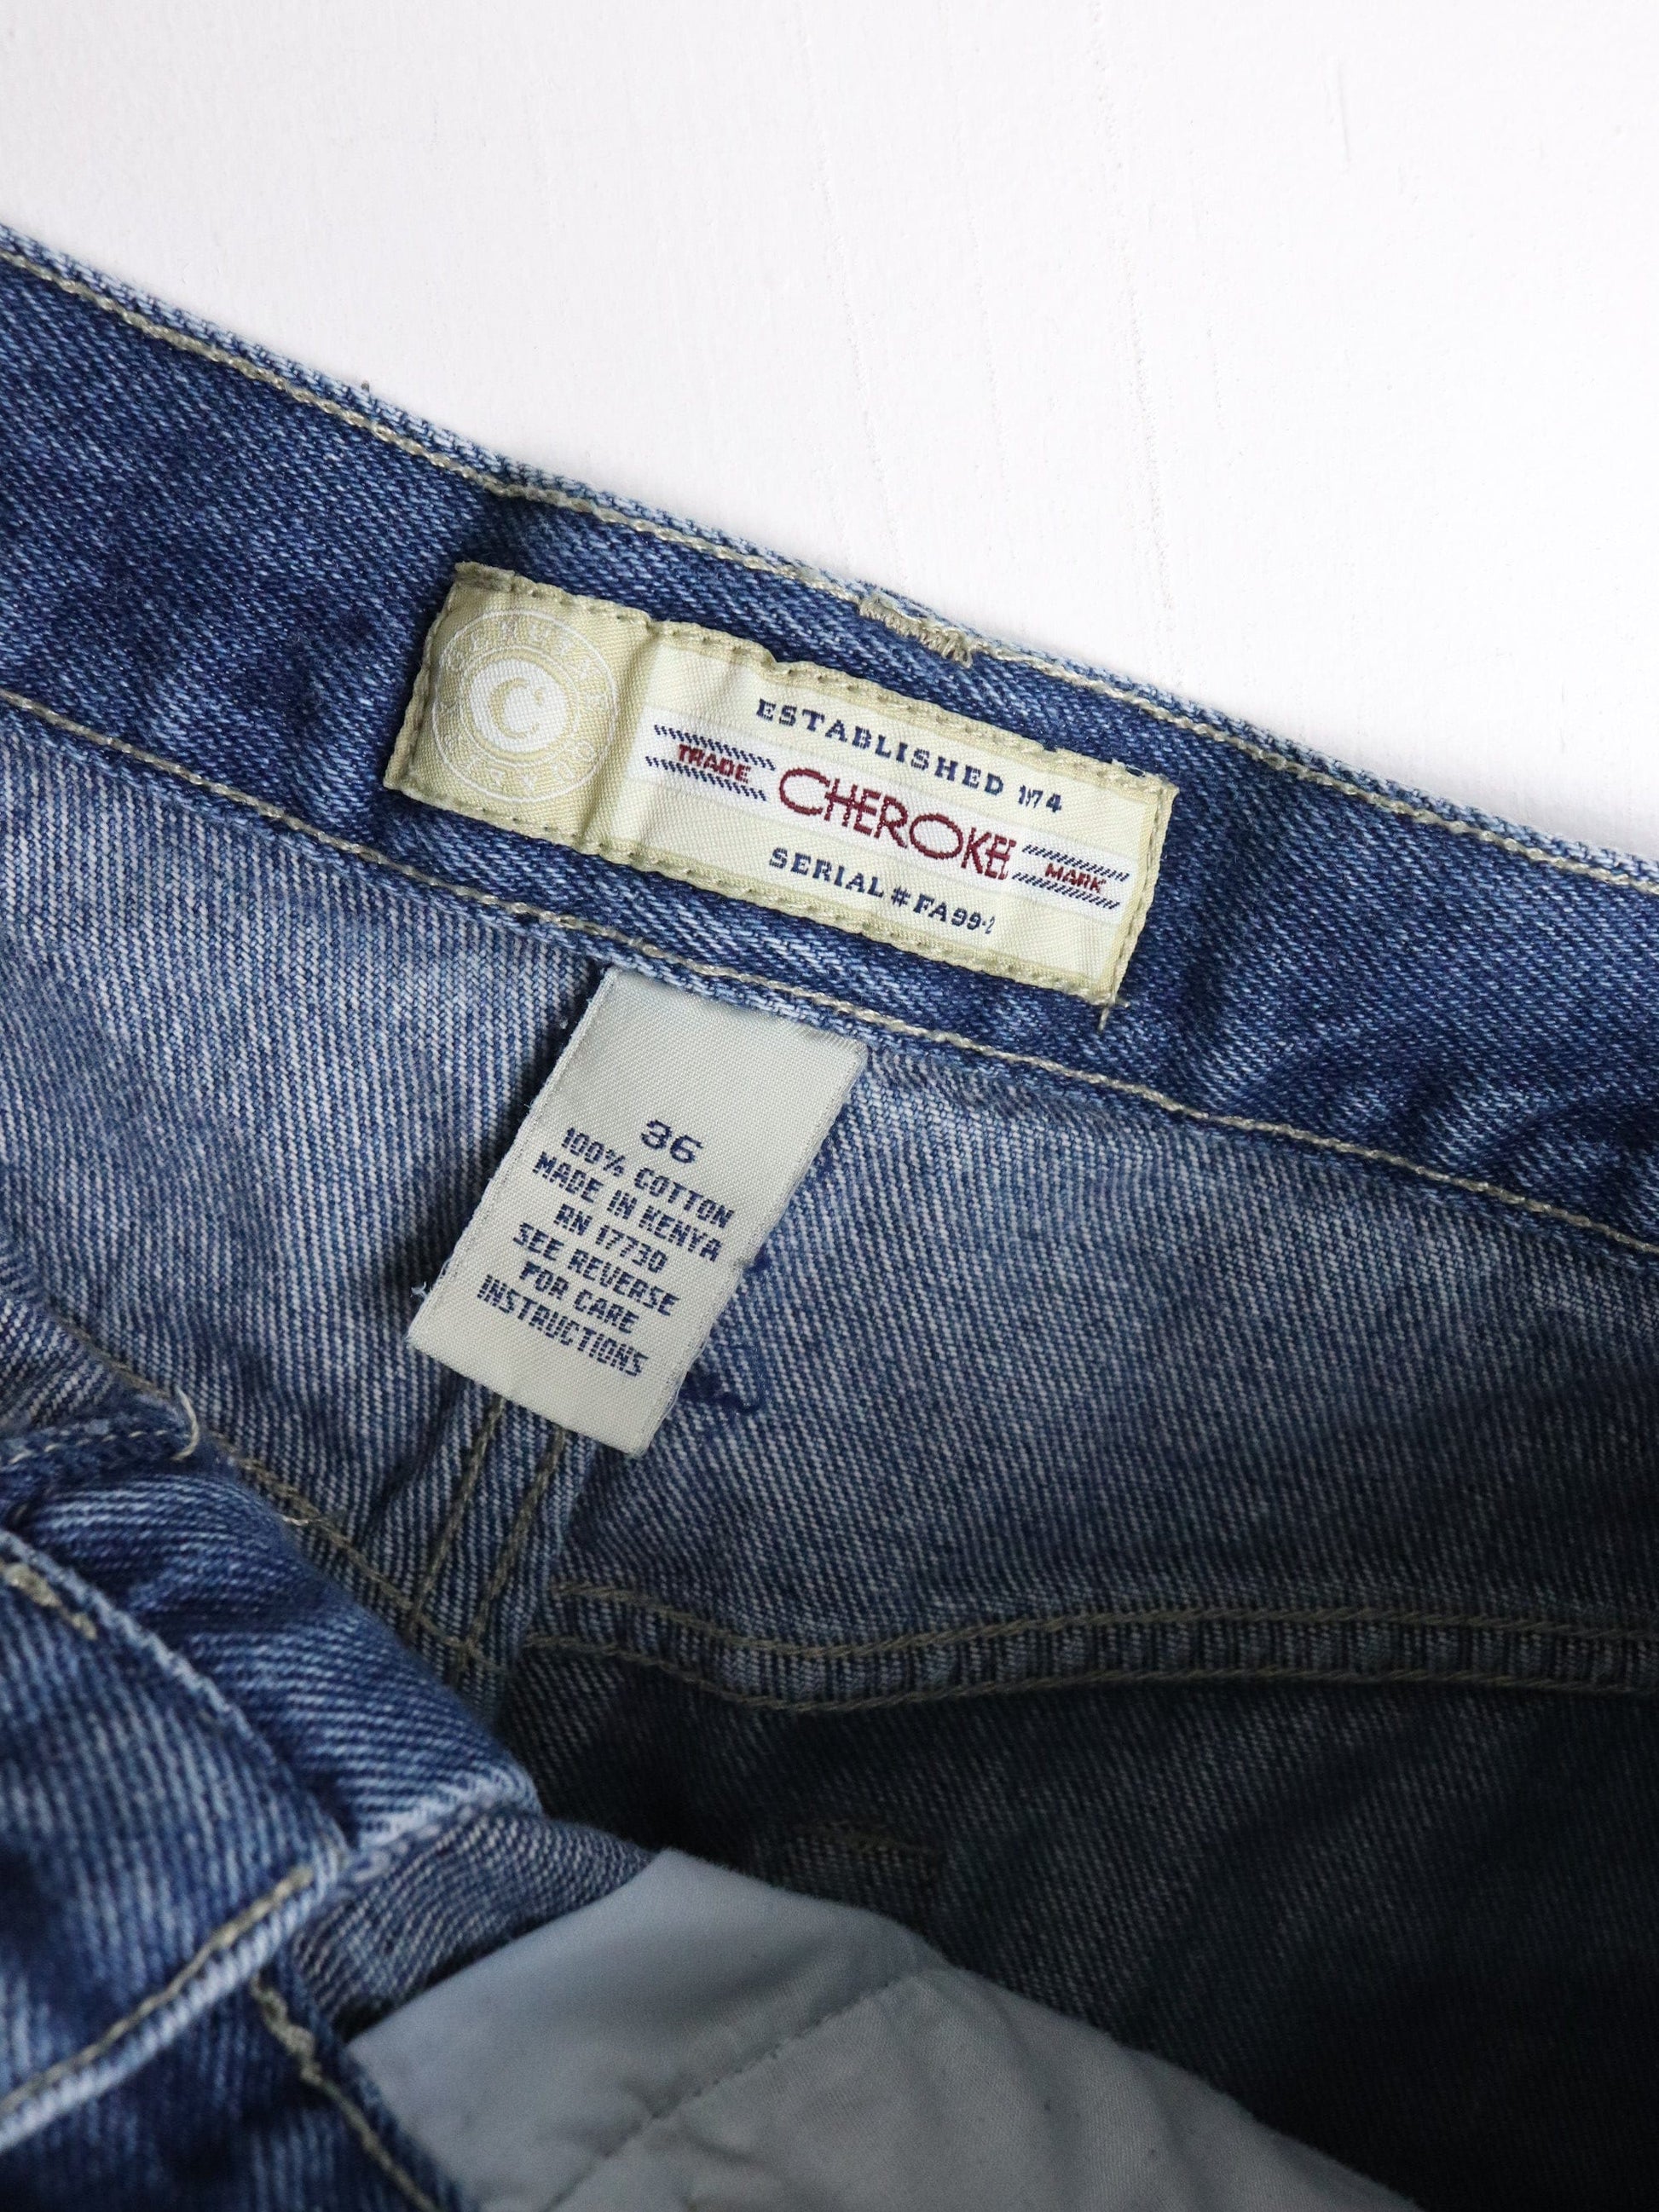 C
ESTABLISHED 1974
TRADE CHEROKEE MARK
SERIAL # FA99-2
36
100% COTTON
MADE IN KENYA
RN 17730
SEE REVERSE
FOR CARE
INSTRUCTIONS